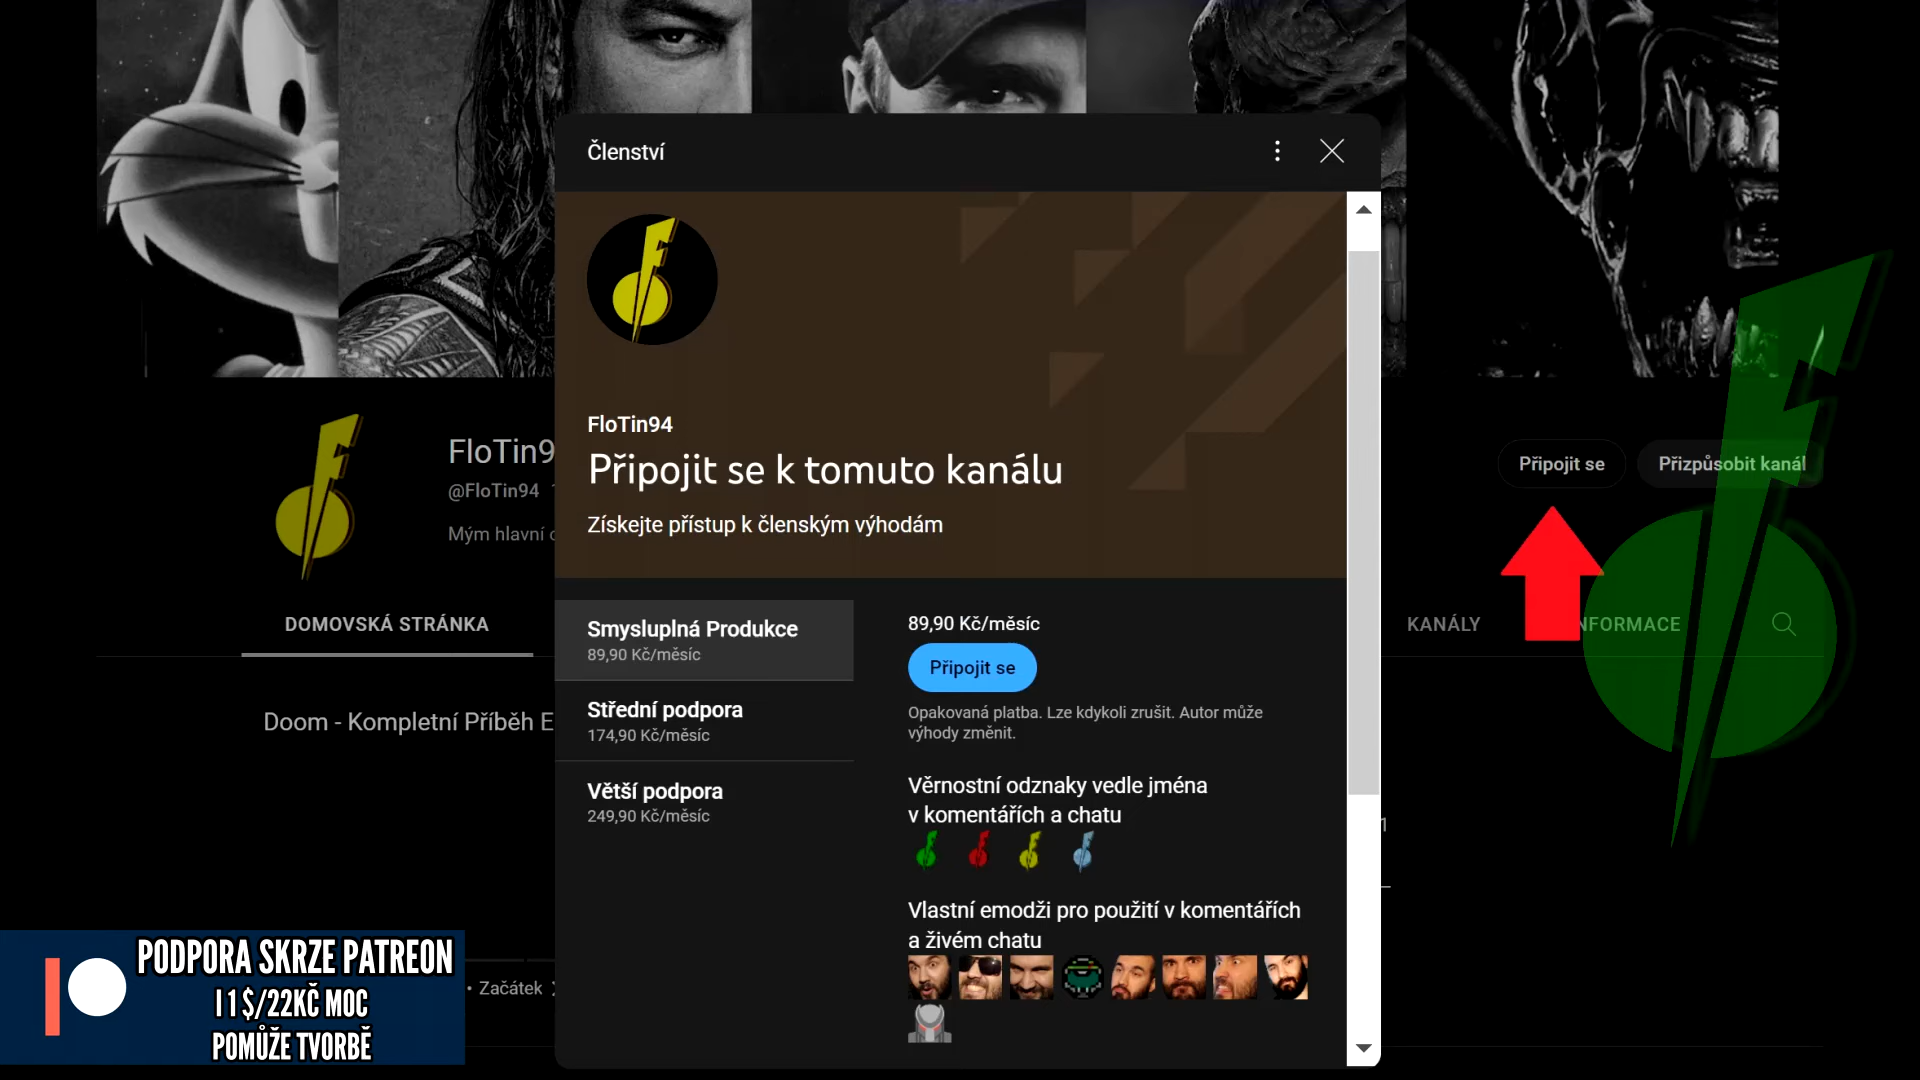 Členství
FloTin94
Připojit se k tomuto kanálu
Získejte přístup k členským výhodám
Smysluplná Produkce
89,90 Kč/měsíc
Střední podpora
174,90 Kč/měsíc
Větší podpora
249,90 Kč/měsíc
89,90 Kč/měsíc
Připojit se
Opakovaná platba. Lze kdykoli zrušit. Autor může
výhody změnit.
Věrnostní odznaky vedle jména
v komentářích a chatu
Vlastní emodži pro použití v komentářích
a živém chatu
FloTin9
@FloTin94
Mým hlavní
DOMOVSKÁ STRÁNKA
Doom - Kompletní Příběh E
• Začátek
Připojit se
Přizpůsobit kanál
KANÁLY
NFORMACE
PODPORA SKRZE PATREON
I 1 $/22KČ MOC
POMŮŽE TVORBĚ